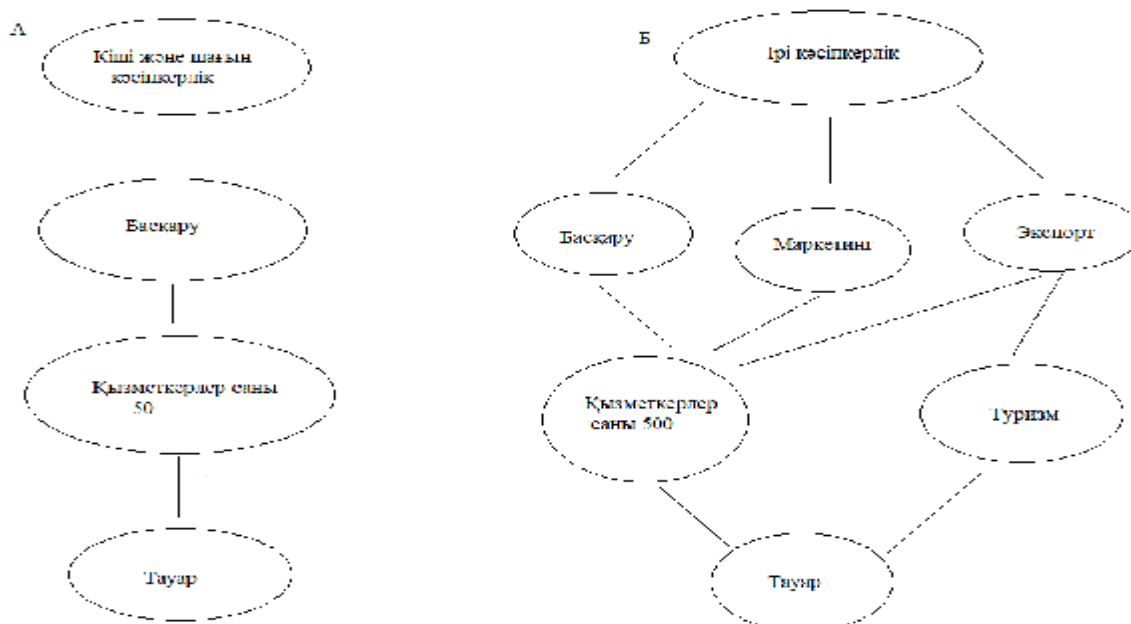 А
Кіші және шағын
кәсіпкерлік
Басқару
Қызметкерлер саны
50
Тауар
Б
Ірі кәсіпкерлік
Басқару
Маркетинг
Экспорт
Қызметкерлер
саны 500
Туризм
Тауар